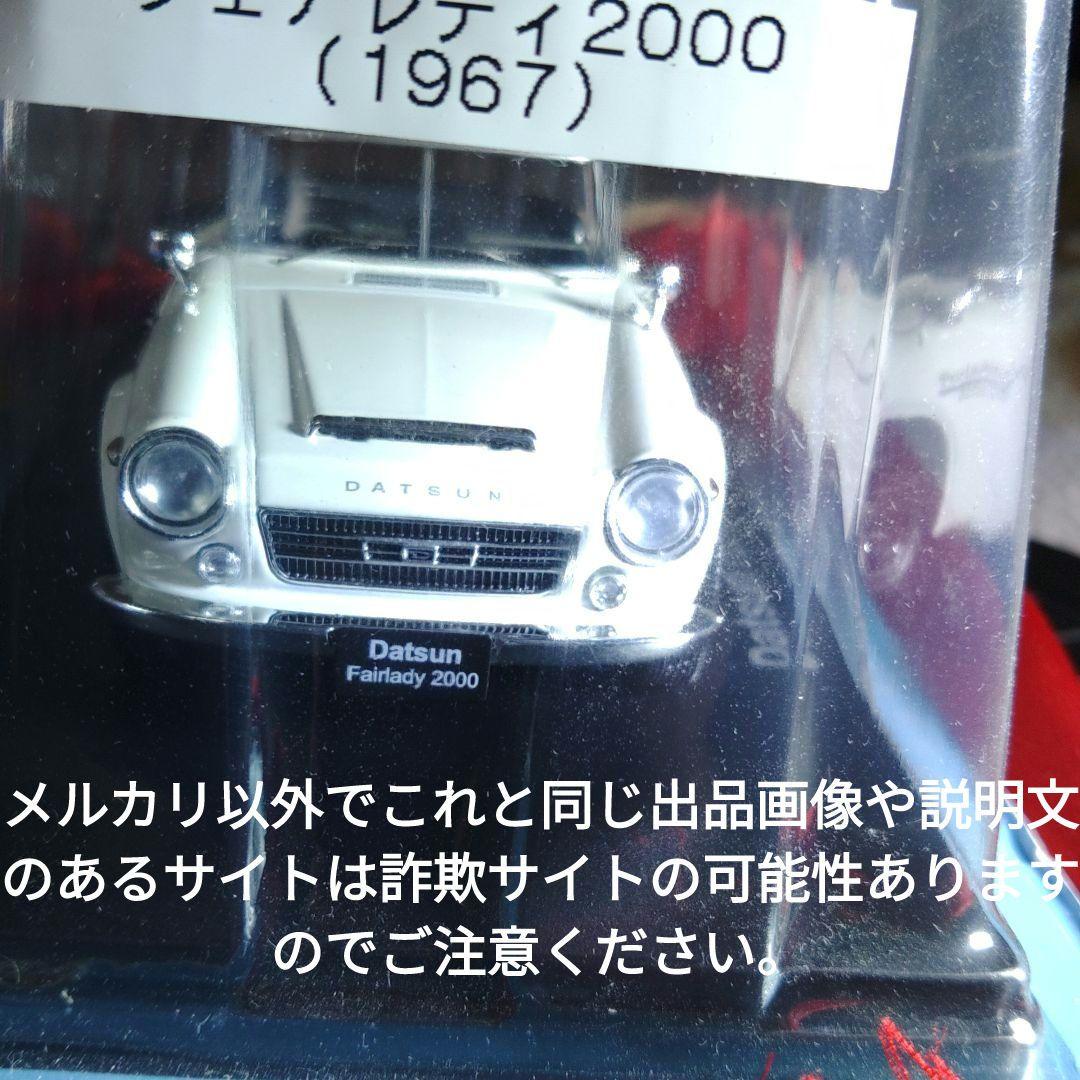 フェアレディ2000
(1967)
DATSUN
Datsun
Fairlady 2000
メルカリ以外でこれと同じ出品画像や説明文
のあるサイトは詐欺サイトの可能性あります
のでご注意ください。